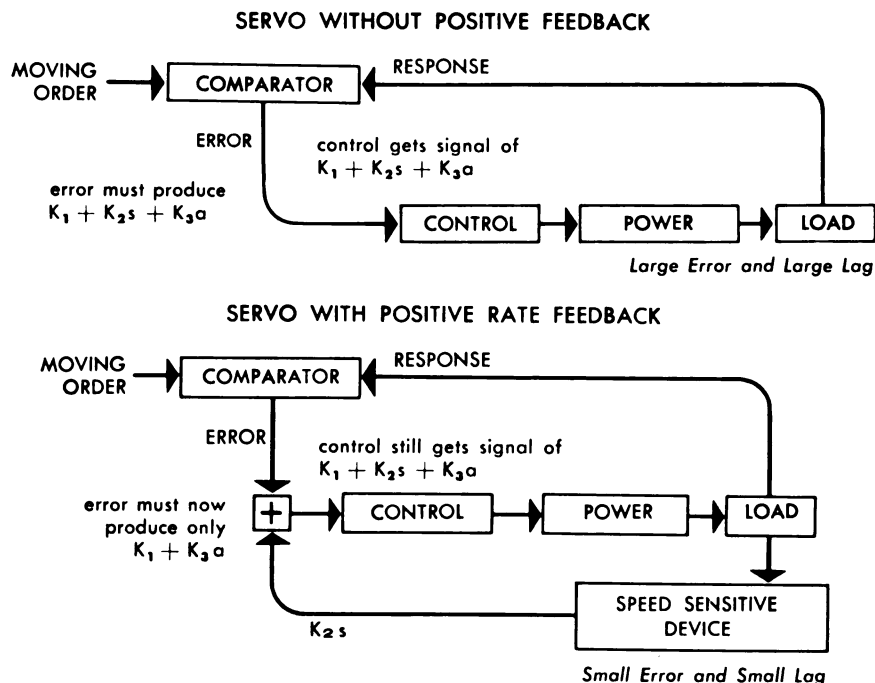 SERVO WITHOUT POSITIVE FEEDBACK
MOVING
ORDER
COMPARATOR
RESPONSE
ERROR
control gets signal of
K₁ + K₂s + K₃a
error must produce
K₁ + K₂s + K₃a
CONTROL
POWER
LOAD
Large Error and Large Lag
SERVO WITH POSITIVE RATE FEEDBACK
MOVING
ORDER
COMPARATOR
RESPONSE
ERROR
control still gets signal of
K₁ + K₂s + K₃a
error must now
produce only
K₁ + K₃a
+
CONTROL
POWER
LOAD
SPEED SENSITIVE
DEVICE
K₂s
Small Error and Small Lag